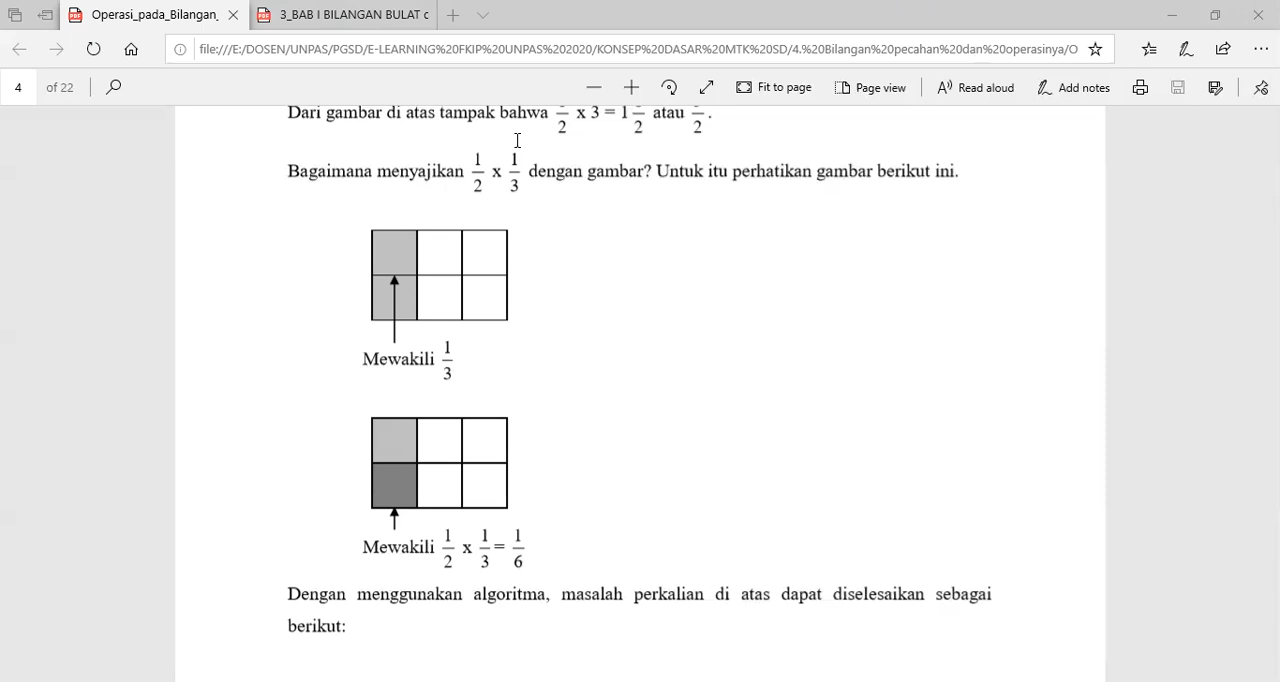 Operasi_pada_Bilangan_
3_BAB I BILANGAN BULAT c
file:///E:/DOSEN/UNPAS/PGSD/E-LEARNING%20FKIP%20UNPAS%202020/KONSEP%20DASAR%20MTK%20SD/4.%20Bilangan%20pecahan%20dan%20operasinya/O
4 of 22 Fit to page Page view Read aloud Add notes
Dari gambar di atas tampak bahwa /2 x 3 = 1 /2 atau /2.
Bagaimana menyajikan 1/2 x 1/3 dengan gambar? Untuk itu perhatikan gambar berikut ini.
Mewakili 1/3
Mewakili 1/2 x 1/3 = 1/6
Dengan menggunakan algoritma, masalah perkalian di atas dapat diselesaikan sebagai
berikut: